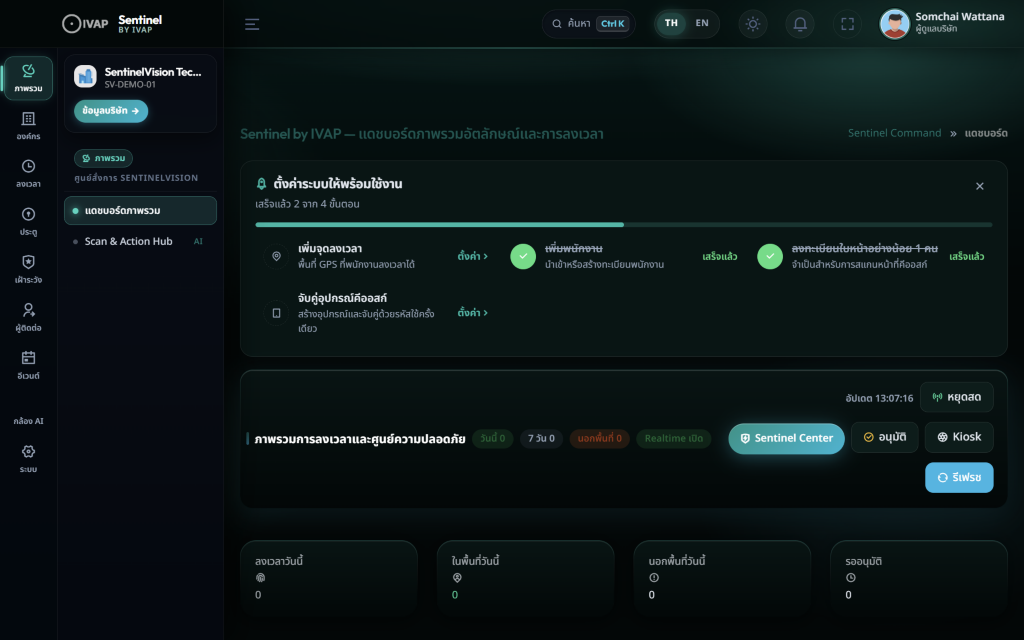 IVAP
Sentinel
BY IVAP
ค้นหา Ctrl K
TH EN
Somchai Wattana
ผู้ดูแลบริษัท
ภาพรวม
องค์กร
ลงเวลา
ประตู
เฝ้าระวัง
ผู้ติดต่อ
อีเวนต์
กล้อง AI
ระบบ
SentinelVision Tec...
SV-DEMO-01
ข้อมูลบริษัท →
ภาพรวม
ศูนย์สั่งการ SENTINELVISION
แดชบอร์ดภาพรวม
Scan & Action Hub AI
Sentinel by IVAP — แดชบอร์ดภาพรวมอัตลักษณ์และการลงเวลา
Sentinel Command » แดชบอร์ด
ตั้งค่าระบบให้พร้อมใช้งาน
เสร็จแล้ว 2 จาก 4 ขั้นตอน
เพิ่มจุดลงเวลา
พื้นที่ GPS ที่พนักงานลงเวลาได้
ตั้งค่า ›
เพิ่มพนักงาน
นำเข้าหรือสร้างทะเบียนพนักงาน
เสร็จแล้ว
ลงทะเบียนใบหน้าอย่างน้อย 1 คน
จำเป็นสำหรับการสแกนหน้าที่คีออสก์
เสร็จแล้ว
จับคู่อุปกรณ์คีออสก์
สร้างอุปกรณ์และจับคู่ด้วยรหัสใช้ครั้ง
เดียว
ตั้งค่า ›
อัปเดต 13:07:16
หยุดสด
ภาพรวมการลงเวลาและศูนย์ความปลอดภัย
วันนี้ 0
7 วัน 0
นอกพื้นที่ 0
Realtime เปิด
Sentinel Center
อนุมัติ
Kiosk
รีเฟรช
ลงเวลาวันนี้
0
ในพื้นที่วันนี้
0
นอกพื้นที่วันนี้
0
รออนุมัติ
0